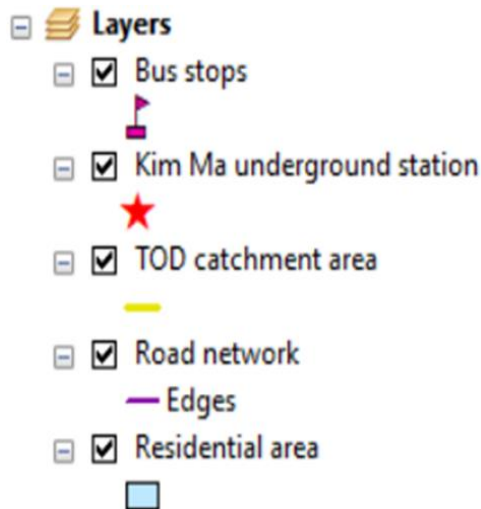 Layers
Bus stops
Kim Ma underground station
TOD catchment area
Road network
Edges
Residential area